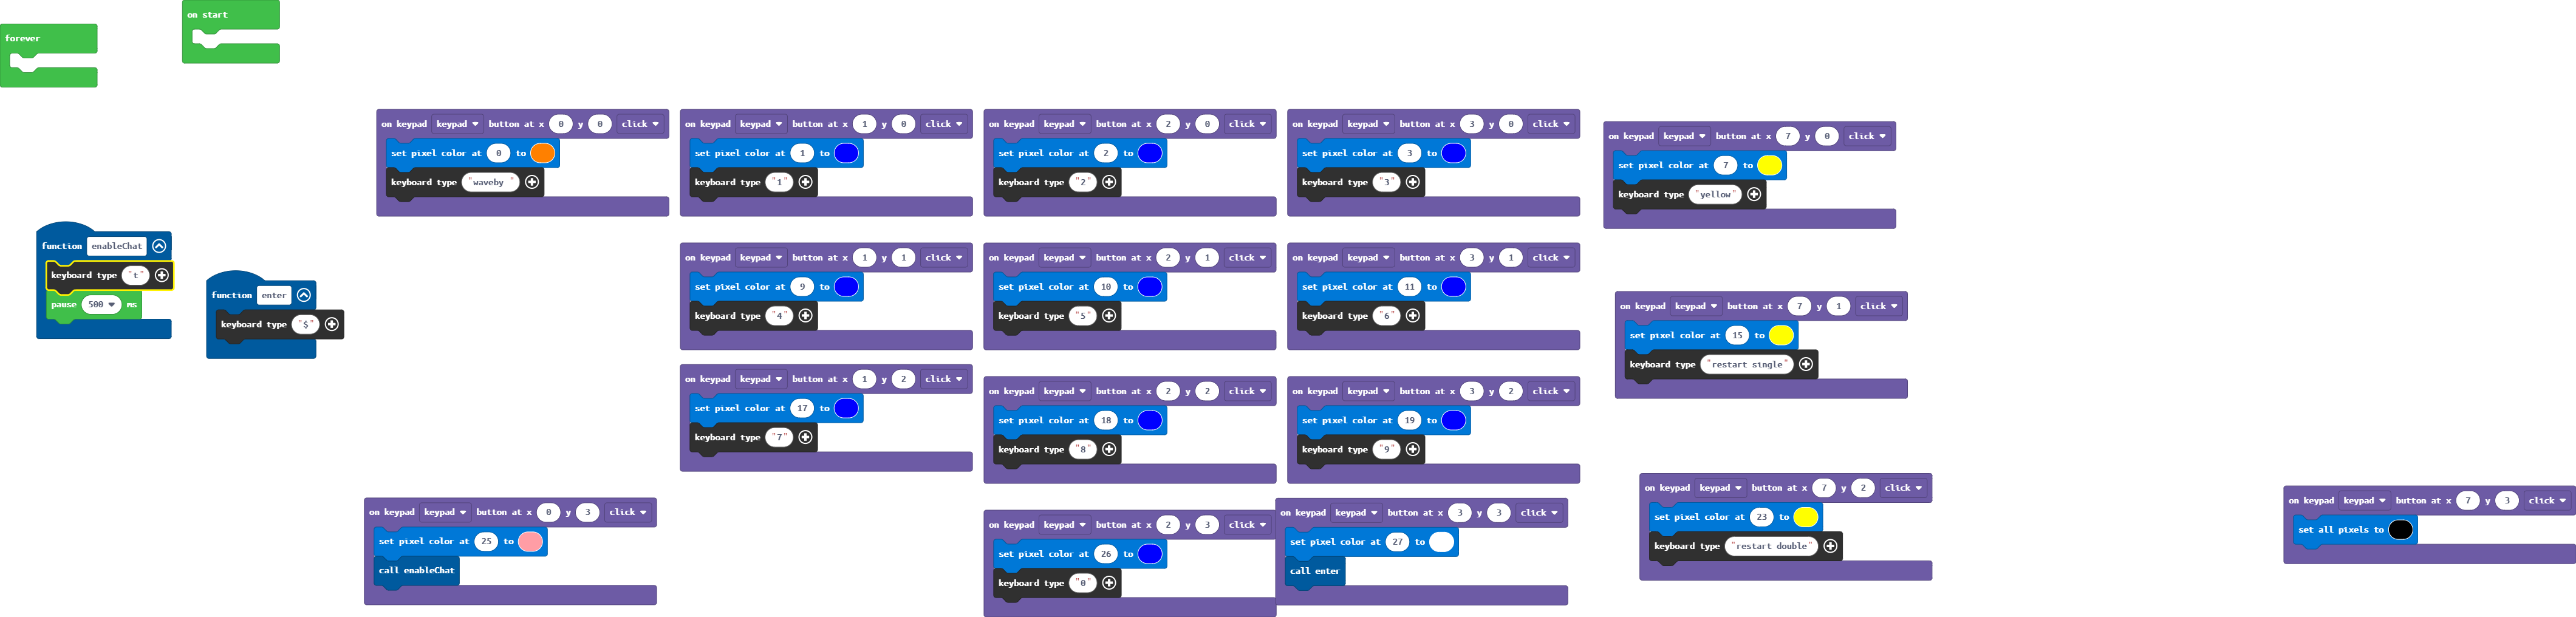 on start
forever
on keypad keypad button at x 0 y 0 click
set pixel color at 0 to
keyboard type "waveby "
on keypad keypad button at x 1 y 0 click
set pixel color at 1 to
keyboard type "1"
on keypad keypad button at x 2 y 0 click
set pixel color at 2 to
keyboard type "2"
on keypad keypad button at x 3 y 0 click
set pixel color at 3 to
keyboard type "3"
on keypad keypad button at x 7 y 0 click
set pixel color at 7 to
keyboard type "yellow"
function enableChat
keyboard type "t"
pause 500 ms
function enter
keyboard type "$"
on keypad keypad button at x 1 y 1 click
set pixel color at 9 to
keyboard type "4"
on keypad keypad button at x 2 y 1 click
set pixel color at 10 to
keyboard type "5"
on keypad keypad button at x 3 y 1 click
set pixel color at 11 to
keyboard type "6"
on keypad keypad button at x 7 y 1 click
set pixel color at 15 to
keyboard type "restart single"
on keypad keypad button at x 1 y 2 click
set pixel color at 17 to
keyboard type "7"
on keypad keypad button at x 2 y 2 click
set pixel color at 18 to
keyboard type "8"
on keypad keypad button at x 3 y 2 click
set pixel color at 19 to
keyboard type "9"
on keypad keypad button at x 7 y 2 click
set pixel color at 23 to
keyboard type "restart double"
on keypad keypad button at x 0 y 3 click
set pixel color at 25 to
call enableChat
on keypad keypad button at x 2 y 3 click
set pixel color at 26 to
keyboard type "0"
on keypad keypad button at x 3 y 3 click
set pixel color at 27 to
call enter
on keypad keypad button at x 7 y 3 click
set all pixels to